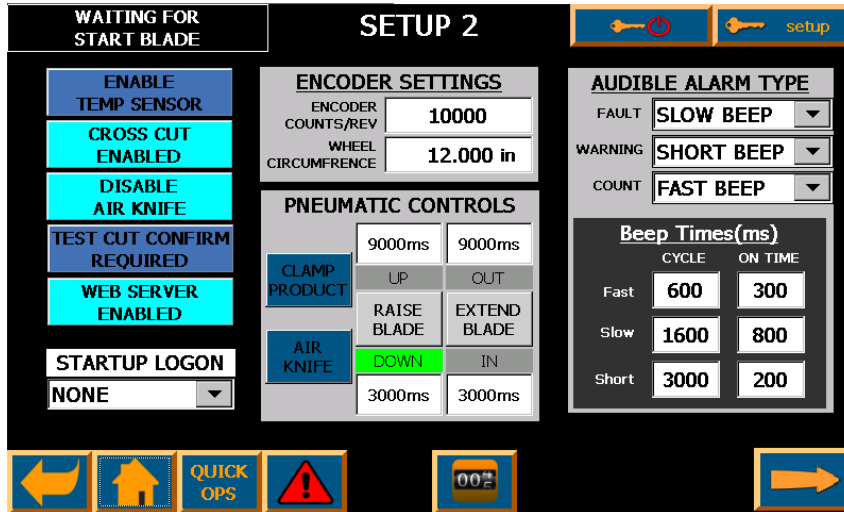 WAITING FOR
START BLADE
SETUP 2
setup
ENABLE
TEMP SENSOR
CROSS CUT
ENABLED
DISABLE
AIR KNIFE
TEST CUT CONFIRM
REQUIRED
WEB SERVER
ENABLED
STARTUP LOGON
NONE
ENCODER SETTINGS
ENCODER
COUNTS/REV
10000
WHEEL
CIRCUMFRENCE
12.000 in
PNEUMATIC CONTROLS
9000ms
9000ms
CLAMP
PRODUCT
UP
OUT
RAISE
BLADE
EXTEND
BLADE
AIR
KNIFE
DOWN
IN
3000ms
3000ms
AUDIBLE ALARM TYPE
FAULT
SLOW BEEP
WARNING
SHORT BEEP
COUNT
FAST BEEP
Beep Times(ms)
CYCLE
ON TIME
Fast
600
300
Slow
1600
800
Short
3000
200
QUICK
OPS